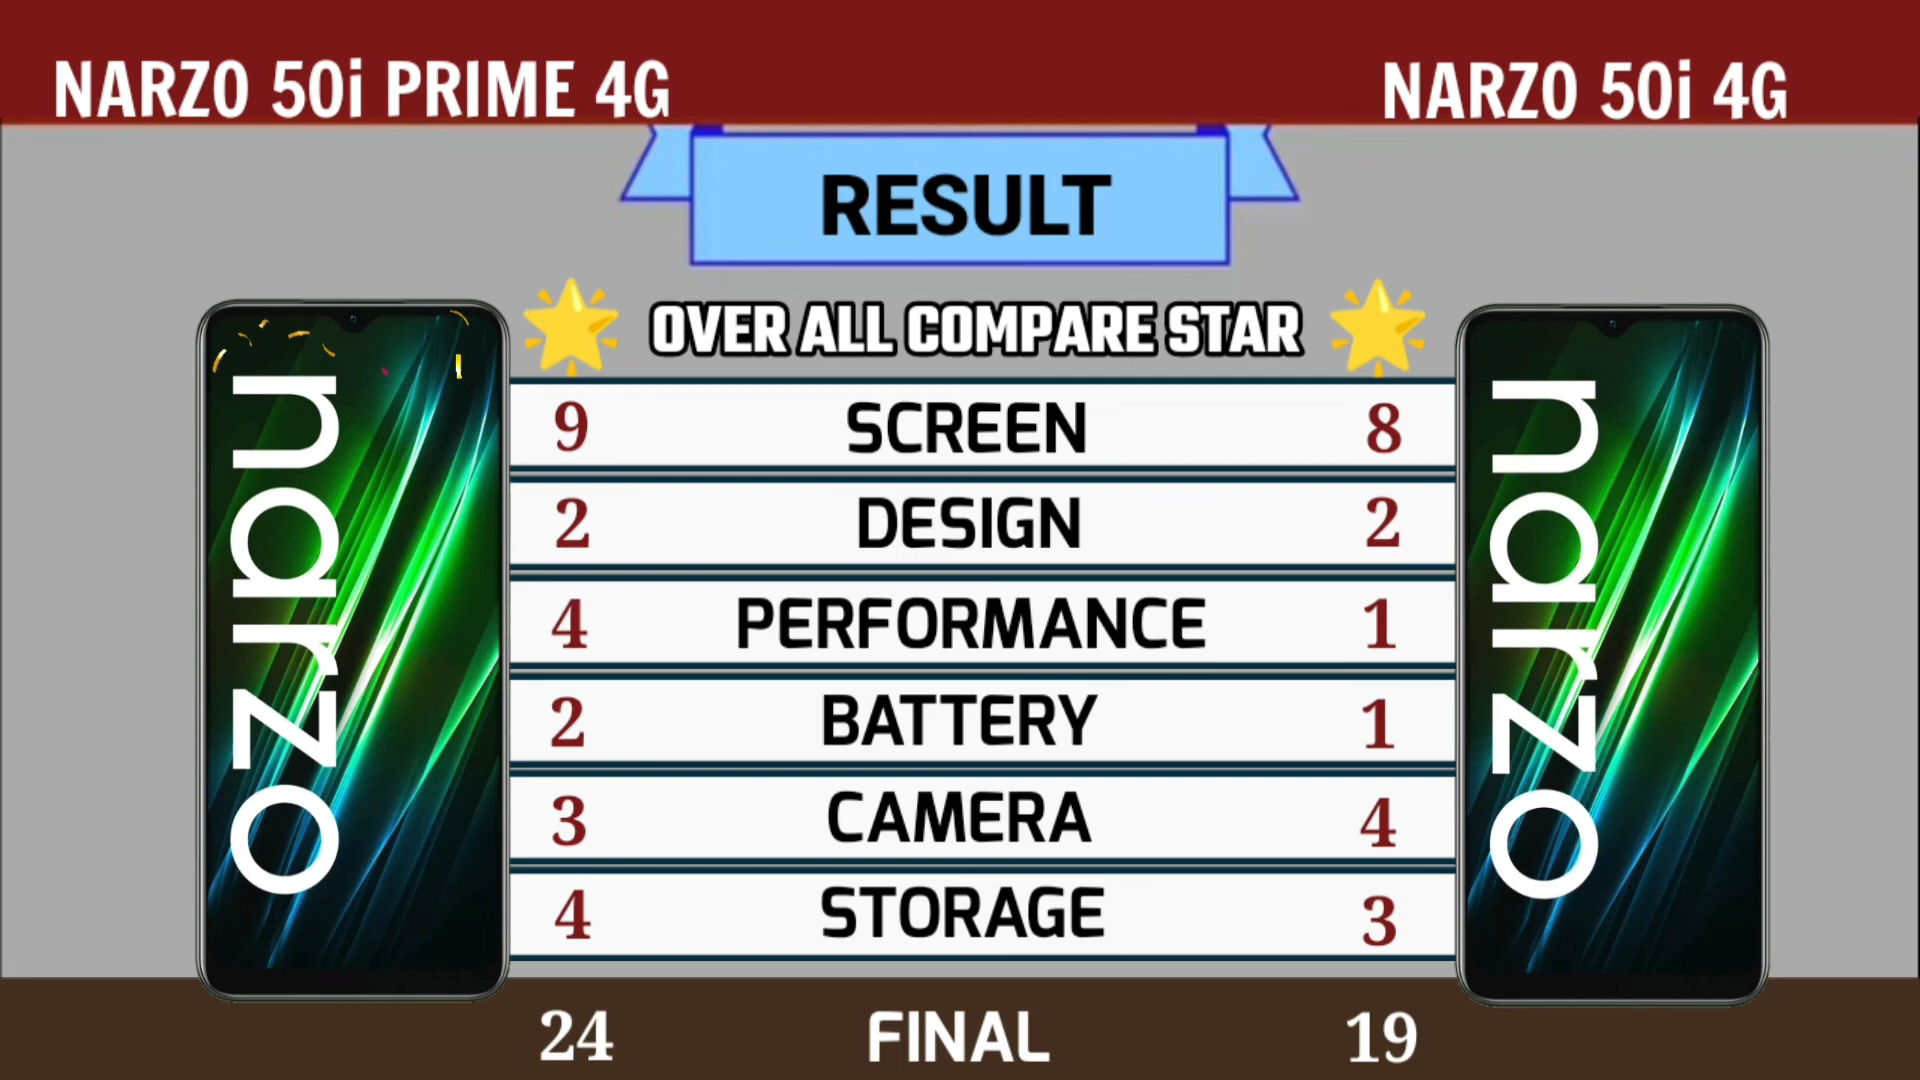 NARZO 50i PRIME 4G
NARZO 50i 4G
RESULT
OVER ALL COMPARE STAR
9 SCREEN 8
2 DESIGN 2
4 PERFORMANCE 1
2 BATTERY 1
3 CAMERA 4
4 STORAGE 3
24 FINAL 19
narzo
narzo